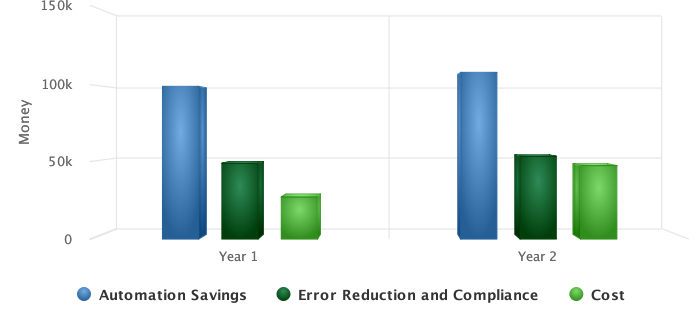 150k
100k
50k
0
Money
Year 1
Year 2
Automation Savings
Error Reduction and Compliance
Cost